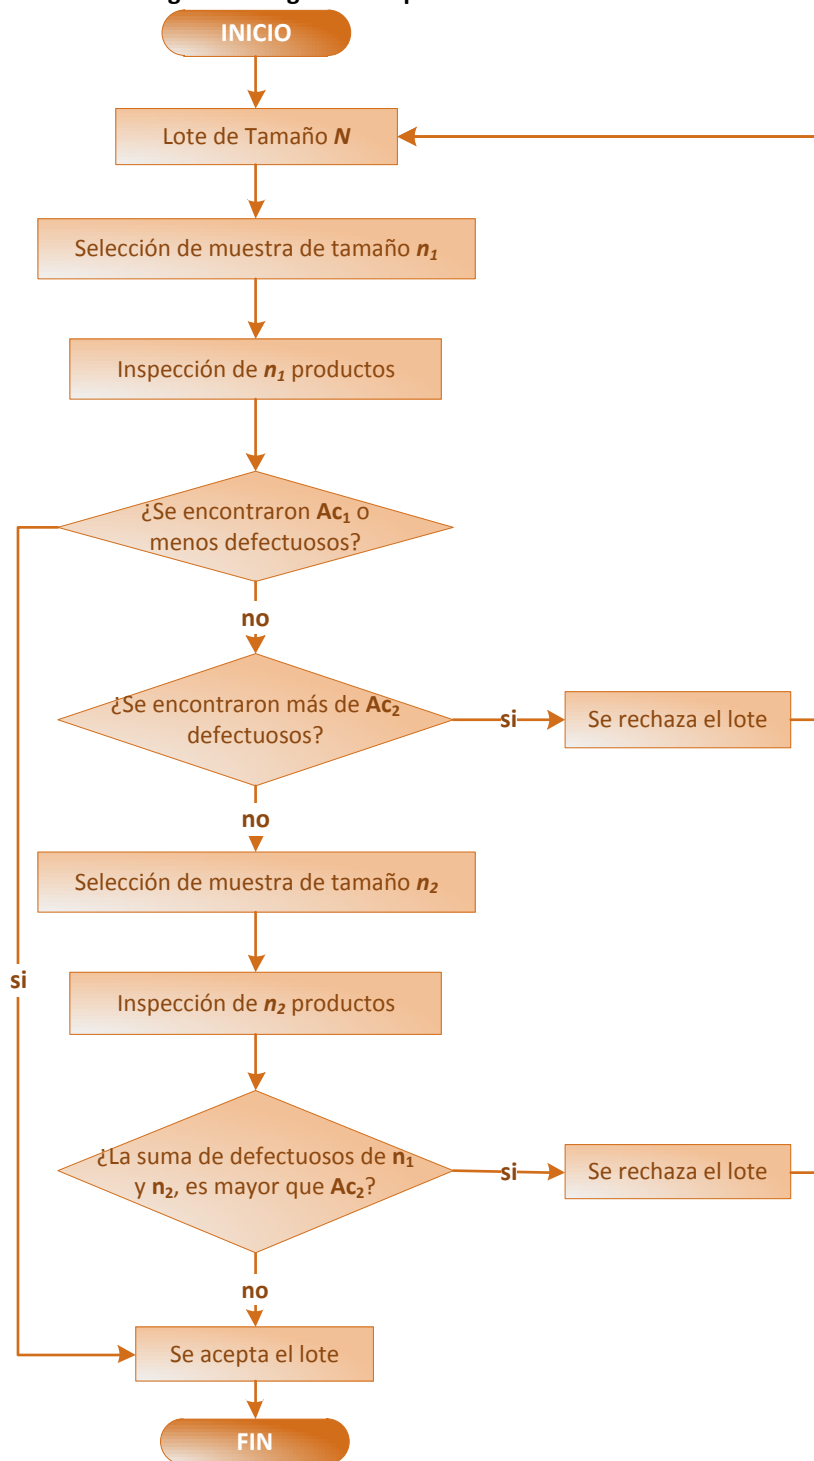 INICIO
Lote de Tamaño N
Selección de muestra de tamaño n1
Inspección de n1 productos
¿Se encontraron Ac1 o
menos defectuosos?
no
¿Se encontraron más de Ac2
defectuosos?
si
Se rechaza el lote
no
Selección de muestra de tamaño n2
si
Inspección de n2 productos
¿La suma de defectuosos de n1
y n2, es mayor que Ac2?
si
Se rechaza el lote
no
Se acepta el lote
FIN